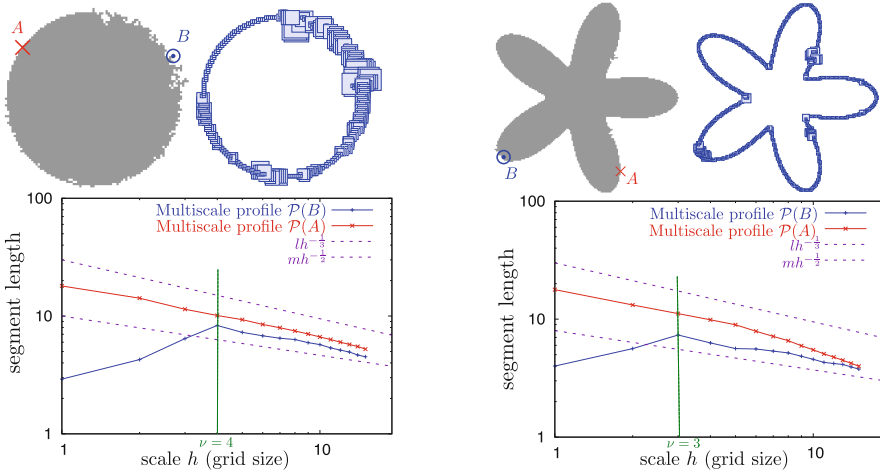 A
B
100
Multiscale profile P(B)
Multiscale profile P(A)
lh^{-1/3}
mh^{-1/2}
segment length
10
1
1
ν = 4
10
scale h (grid size)
B
A
100
Multiscale profile P(B)
Multiscale profile P(A)
lh^{-1/3}
mh^{-1/2}
segment length
10
1
1
ν = 3
10
scale h (grid size)